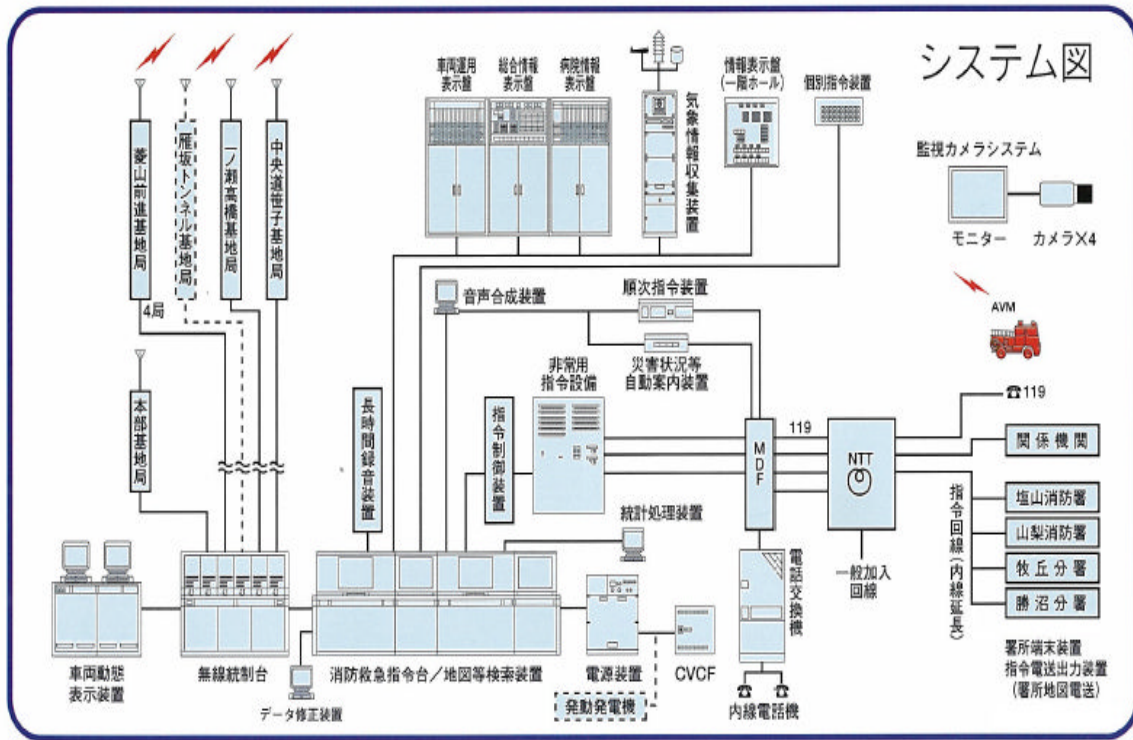 システム図
車両運用
表示盤
総合情報
表示盤
病院情報
表示盤
気象情報収集装置
情報表示盤
(一階ホール)
個別指令装置
監視カメラシステム
モニター
カメラ×4
AVM
菱山前進基地局
雁坂トンネル基地局
一ノ瀬高橋基地局
中央道笹子基地局
4局
本部基地局
音声合成装置
順次指令装置
災害状況等
自動案内装置
非常用
指令設備
長時間録音装置
指令制御装置
MDF
119
NTT
☎119
関係機関
指令回線(内線延長)
塩山消防署
山梨消防署
牧丘分署
勝沼分署
一般加入
回線
統計処理装置
電話交換機
車両動態
表示装置
無線統制台
データ修正装置
消防救急指令台/地図等検索装置
電源装置
CVCF
発動発電機
内線電話機
署所端末装置
指令電送出力装置
(署所地図電送)